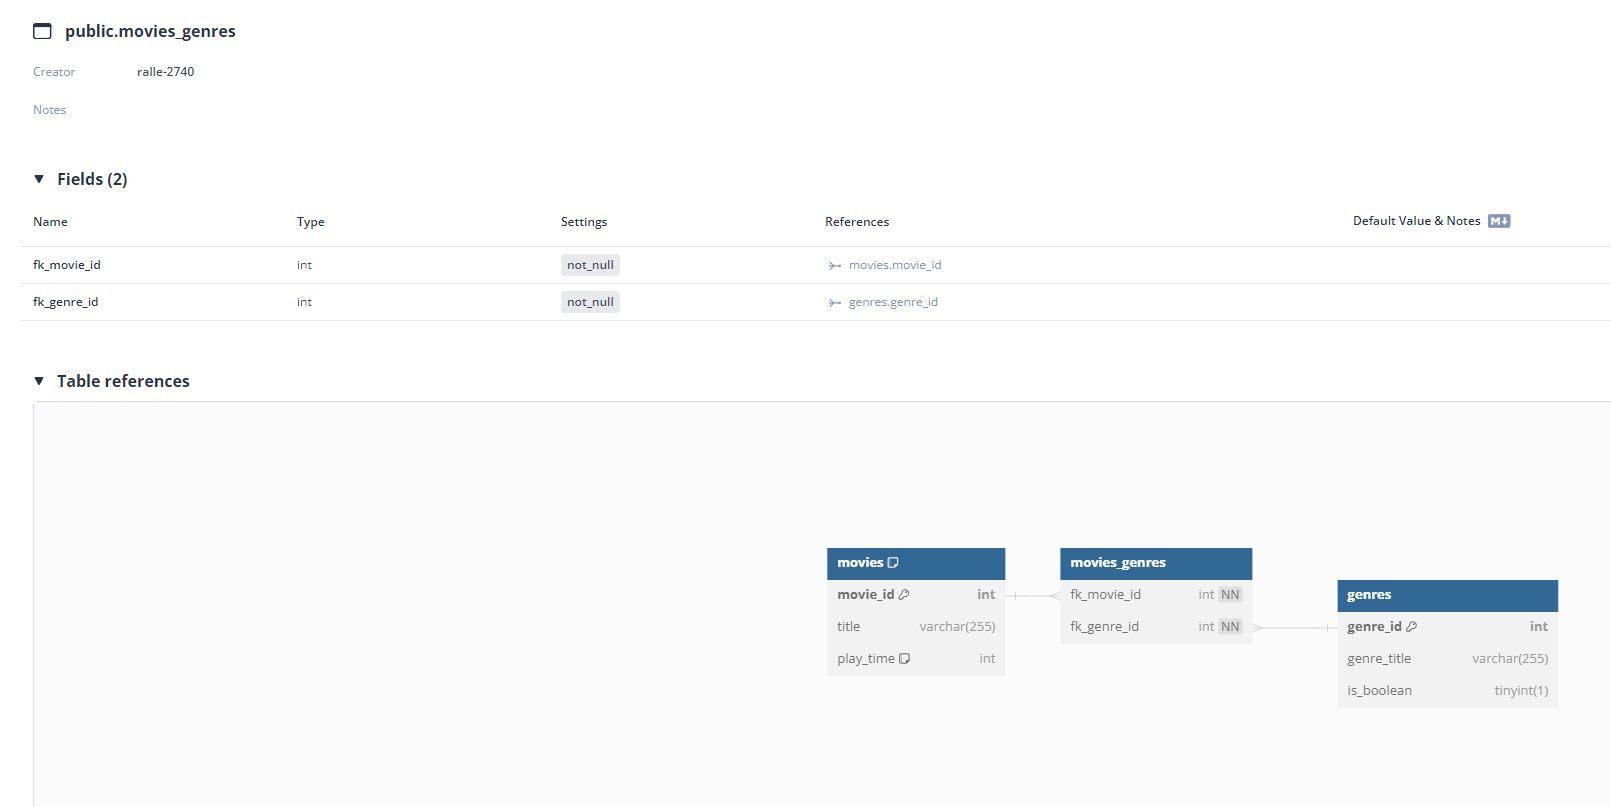 public.movies_genres
Creator ralle-2740
Notes
Fields (2)
Name Type Settings References Default Value & Notes M
fk_movie_id int not_null movies.movie_id
fk_genre_id int not_null genres.genre_id
Table references
movies
movie_id int
title varchar(255)
play_time int
movies_genres
fk_movie_id int NN
fk_genre_id int NN
genres
genre_id int
genre_title varchar(255)
is_boolean tinyint(1)